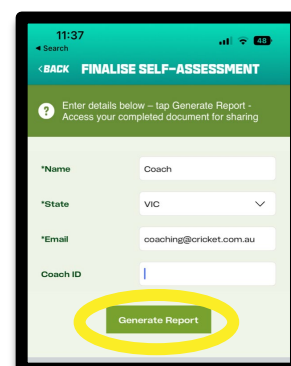 11:37
48
◄ Search
<BACK FINALISE SELF-ASSESSMENT
? Enter details below – tap Generate Report -
Access your completed document for sharing
*Name Coach
*State VIC
*Email coaching@cricket.com.au
Coach ID
Generate Report